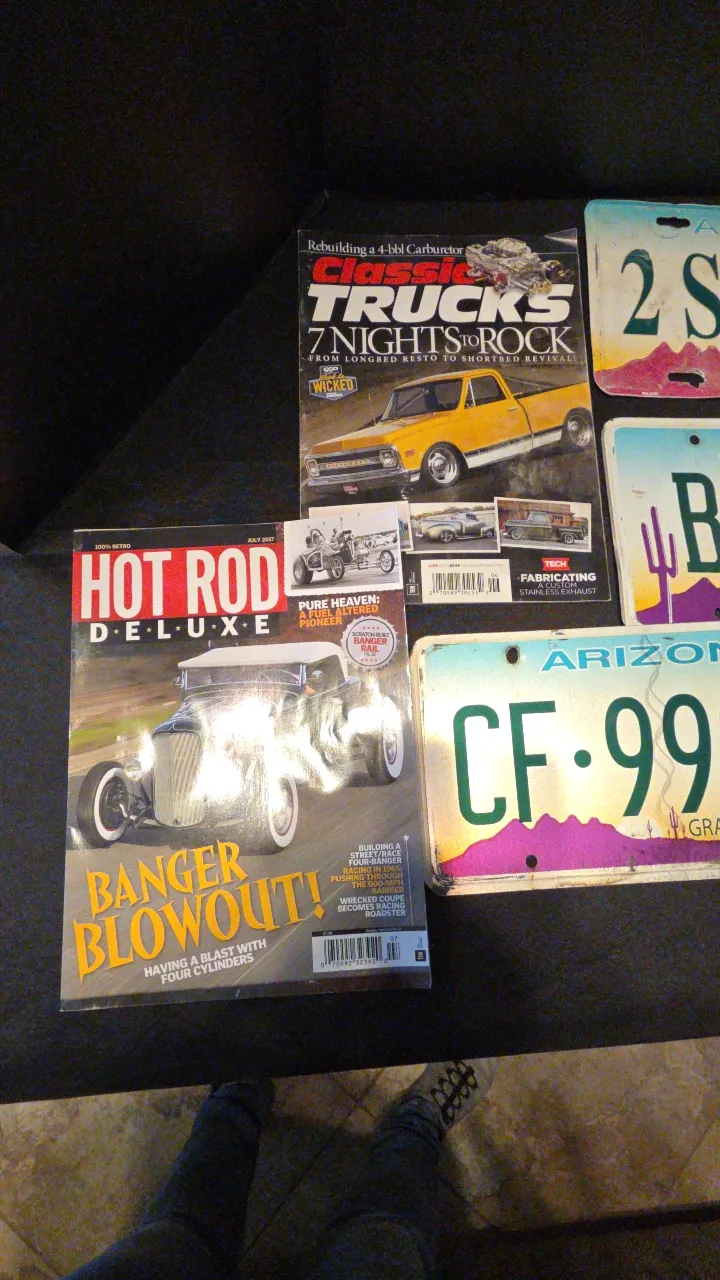 Rebuilding a 4-bbl Carburetor
Classic
TRUCKS
7 NIGHTS TO ROCK
FROM LONGBED RESTO TO SHORTBED REVIVAL!
WICKED
TECH
FABRICATING
A CUSTOM
STAINLESS EXHAUST
100% RETRO
JULY 2017
HOT ROD
DELUXE
PURE HEAVEN:
A FUEL ALTERED
PIONEER
SCRATCH-BUILT
BANGER
RAIL
BANGER
BLOWOUT!
HAVING A BLAST WITH
FOUR CYLINDERS
BUILDING A
STREET/RACE
FOUR-BANGER
RACING IN 1965:
PUSHING THROUGH
THE 600-MPH
BARRIER
WRECKED COUPE
BECOMES RACING
ROADSTER
2 S
B
ARIZON
CF·99
GRA